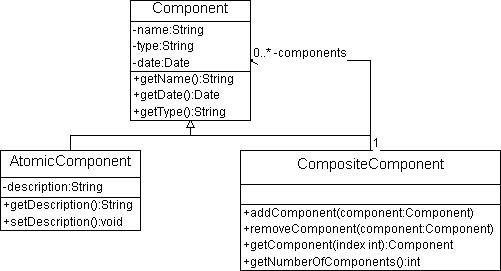 Component
-name:String
-type:String
-date:Date
+getName():String
+getDate():Date
+getType():String
0..* -components
1
AtomicComponent
-description:String
+getDescription():String
+setDescription():void
CompositeComponent
+addComponent(component:Component)
+removeComponent(component:Component)
+getComponent(index int):Component
+getNumberOfComponents():int